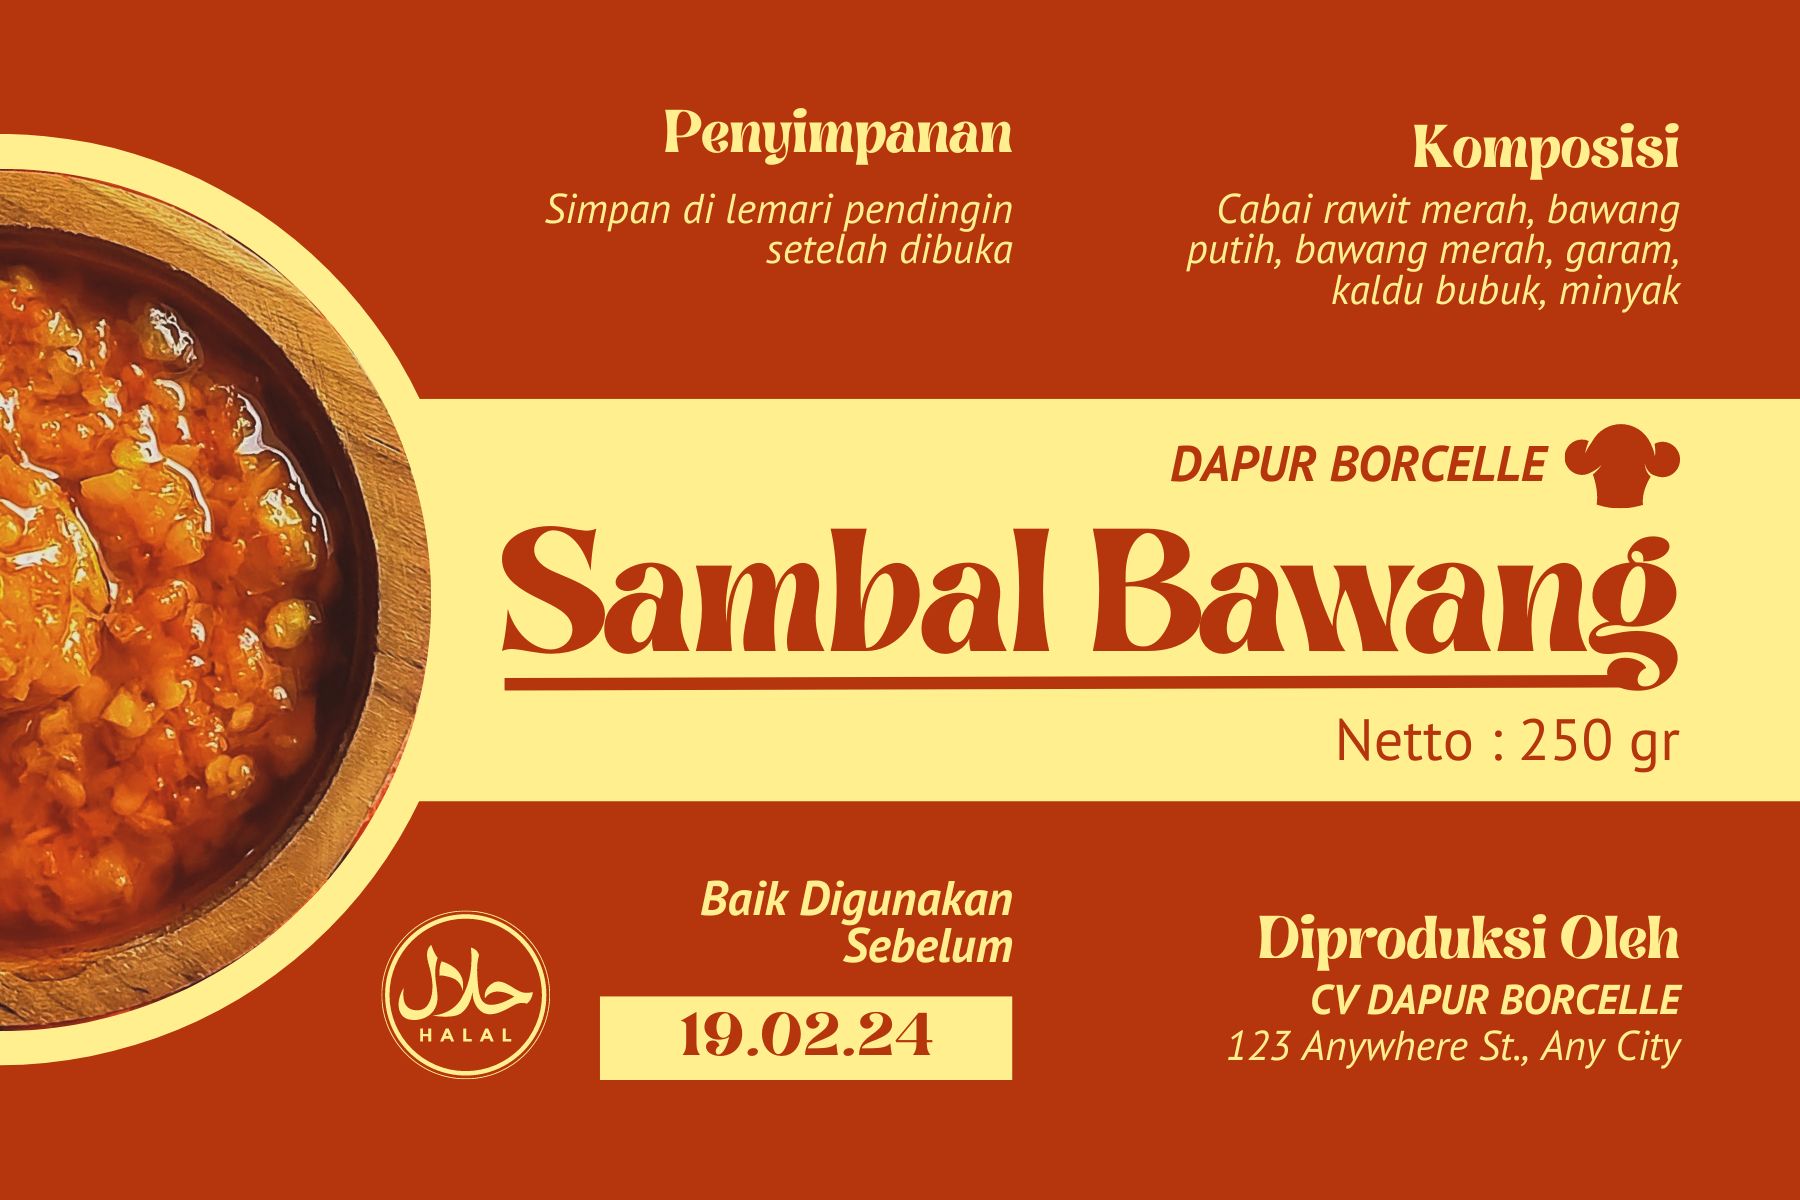 Penyimpanan
Simpan di lemari pendingin
setelah dibuka
Komposisi
Cabai rawit merah, bawang
putih, bawang merah, garam,
kaldu bubuk, minyak
DAPUR BORCELLE
Sambal Bawang
Netto : 250 gr
حلال
HALAL
Baik Digunakan
Sebelum
19.02.24
Diproduksi Oleh
CV DAPUR BORCELLE
123 Anywhere St., Any City